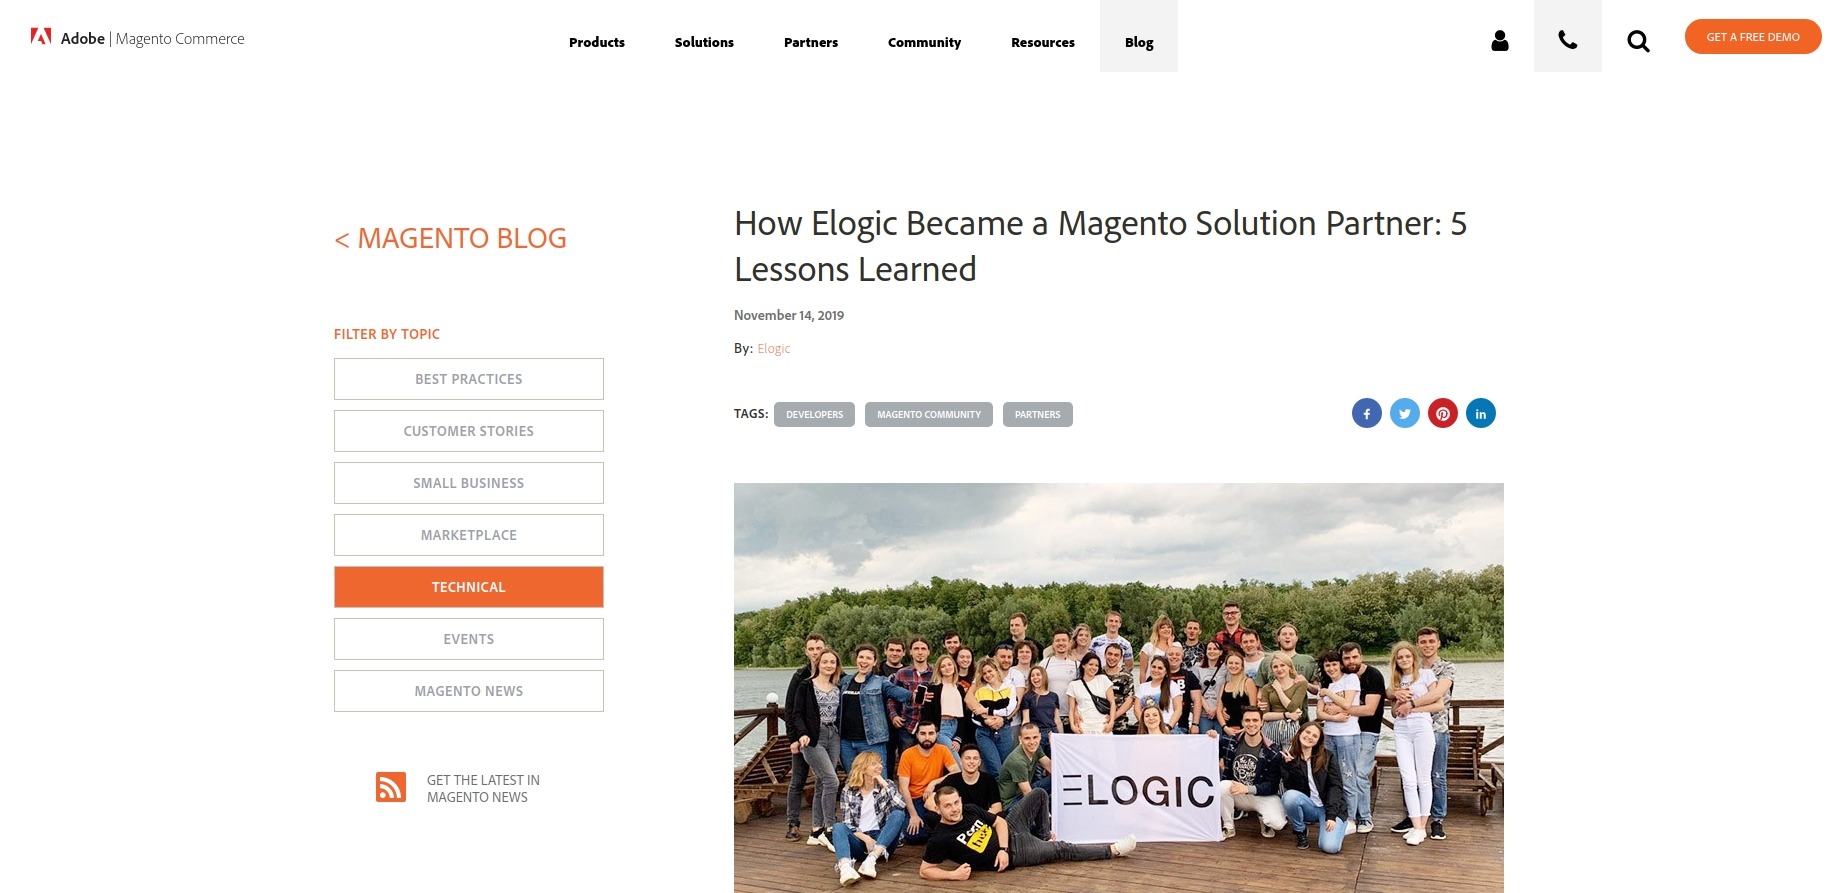 Adobe | Magento Commerce
Products
Solutions
Partners
Community
Resources
Blog
GET A FREE DEMO
< MAGENTO BLOG
FILTER BY TOPIC
BEST PRACTICES
CUSTOMER STORIES
SMALL BUSINESS
MARKETPLACE
TECHNICAL
EVENTS
MAGENTO NEWS
GET THE LATEST IN
MAGENTO NEWS
How Elogic Became a Magento Solution Partner: 5
Lessons Learned
November 14, 2019
By: Elogic
TAGS: DEVELOPERS MAGENTO COMMUNITY PARTNERS
ELOGIC